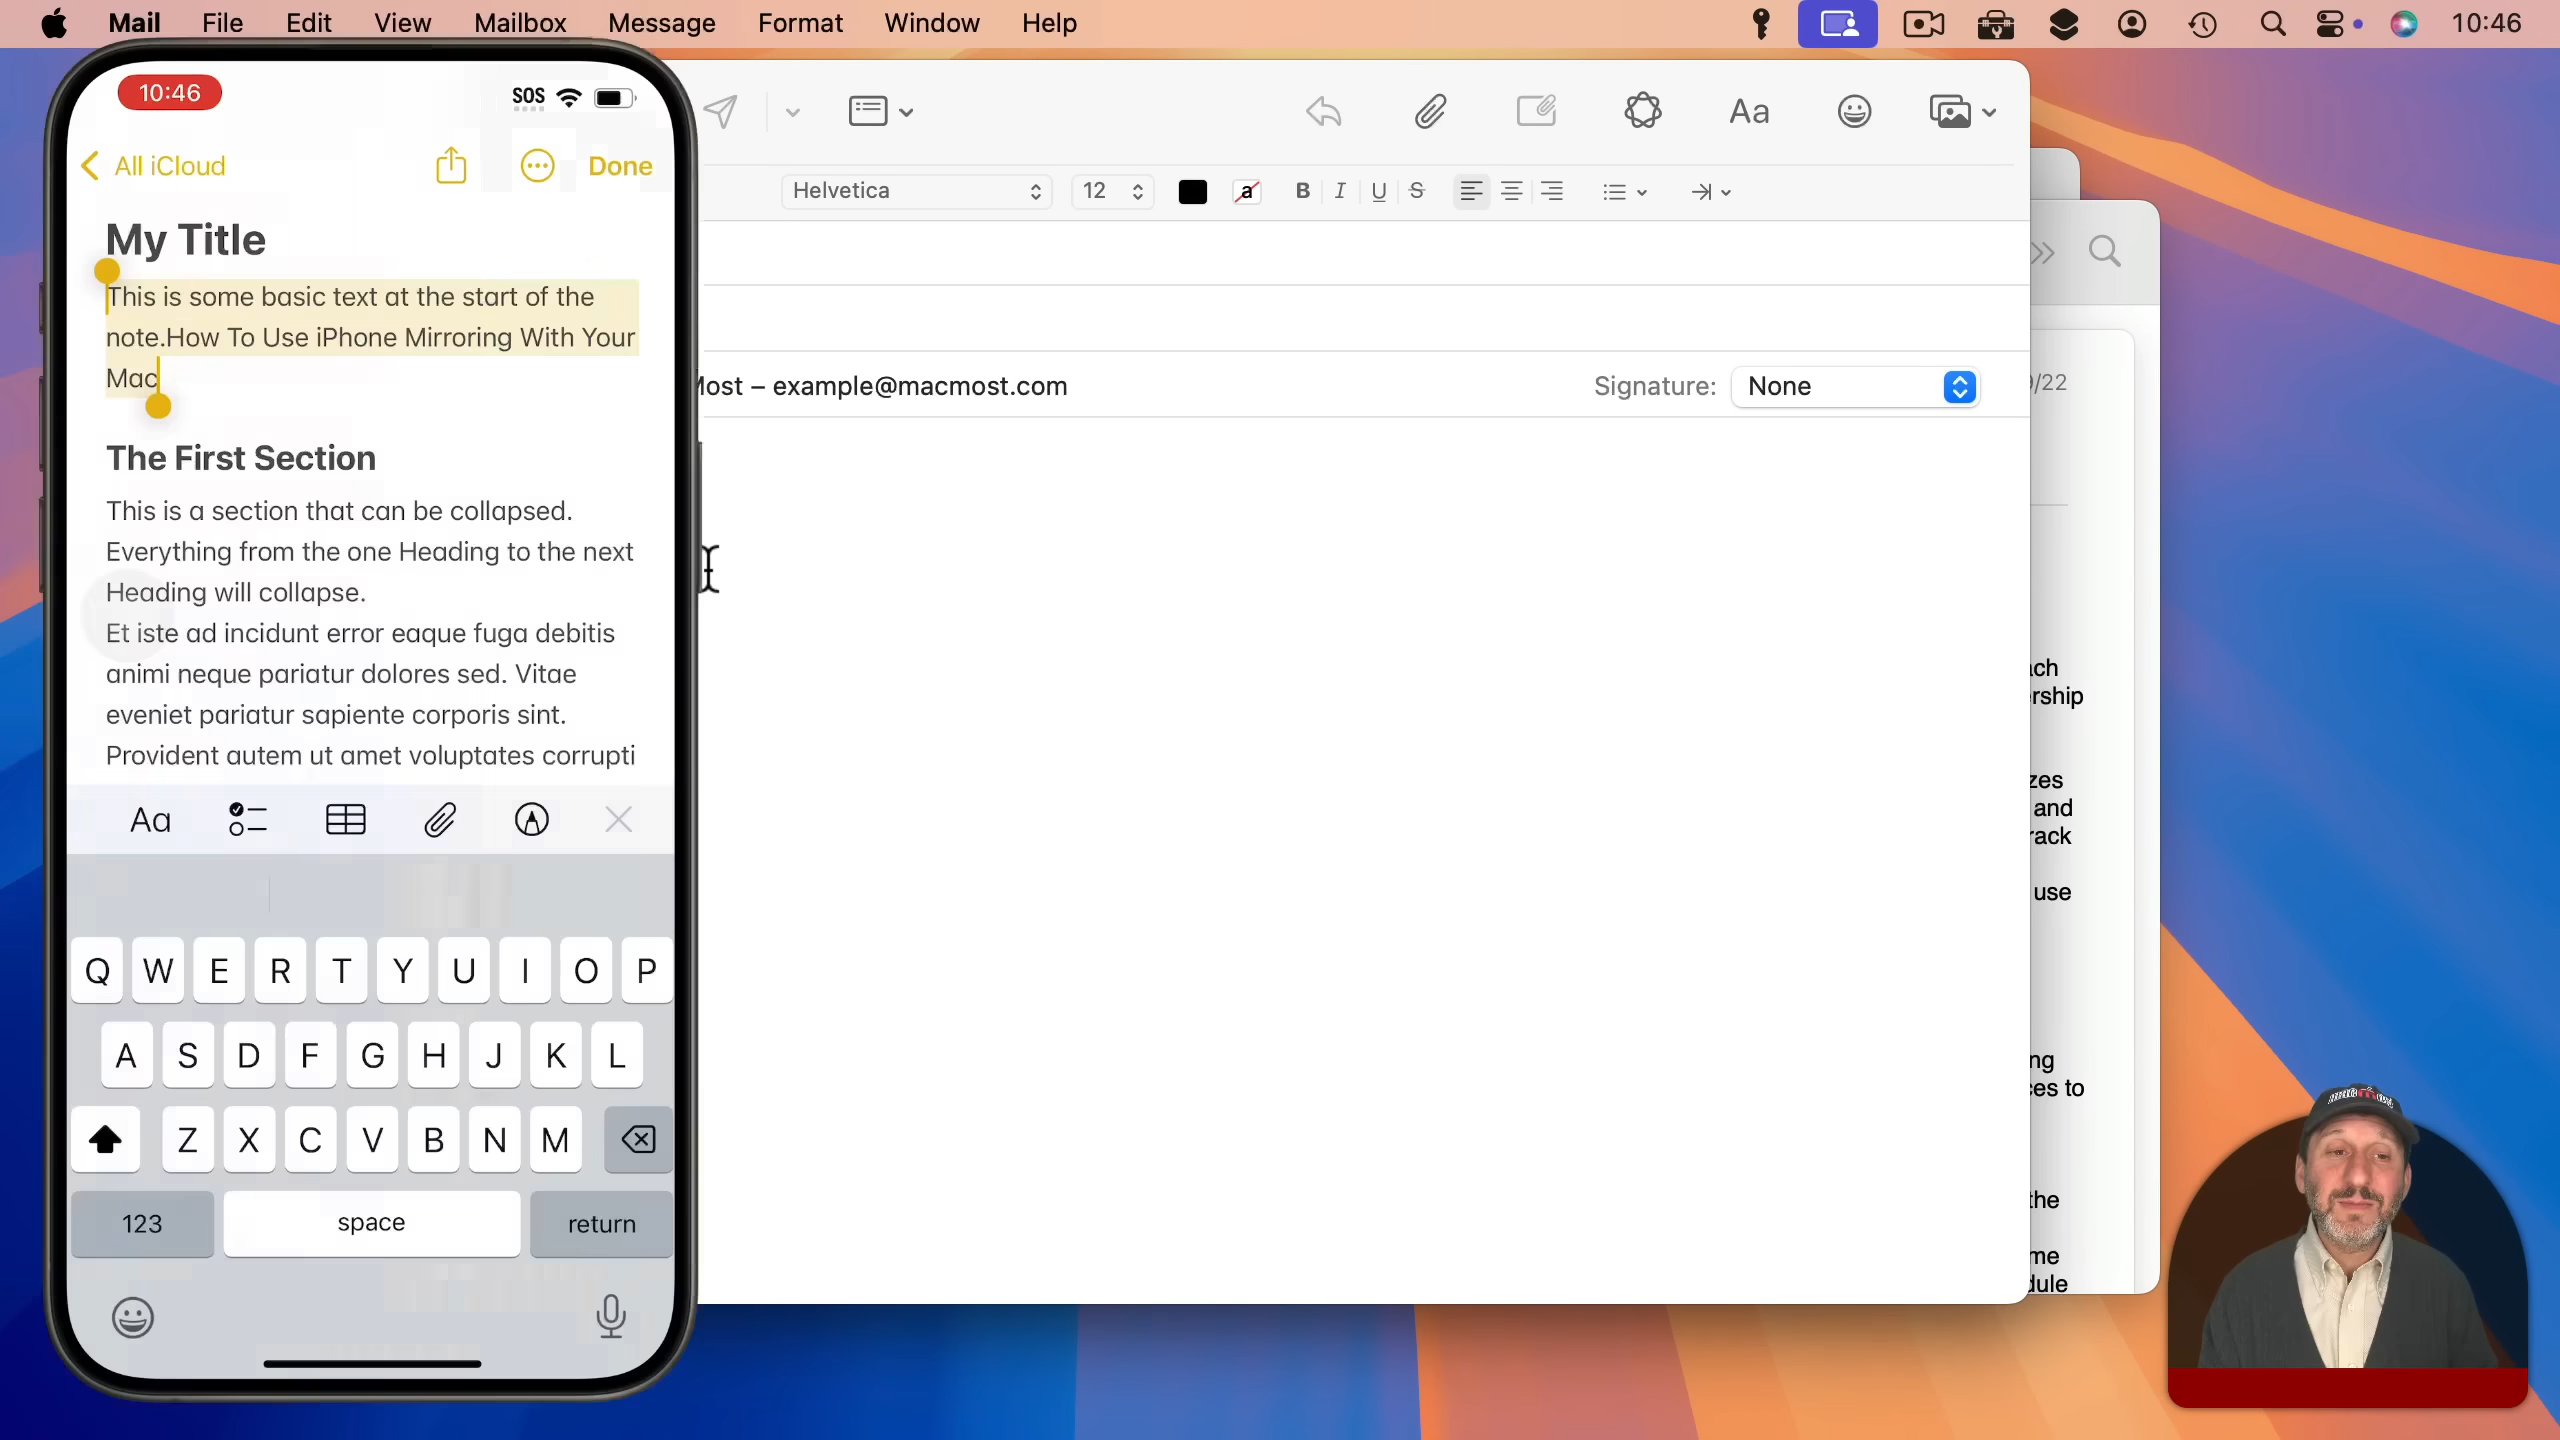 Mail File Edit View Mailbox Message Format Window Help 10:46
10:46 SOS
All iCloud Done
My Title
This is some basic text at the start of the
note.How To Use iPhone Mirroring With Your
Mac
The First Section
This is a section that can be collapsed.
Everything from the one Heading to the next
Heading will collapse.
Et iste ad incidunt error eaque fuga debitis
animi neque pariatur dolores sed. Vitae
eveniet pariatur sapiente corporis sint.
Provident autem ut amet voluptates corrupti
Aa
Q W E R T Y U I O P
A S D F G H J K L
Z X C V B N M
123 space return
Aa
Helvetica 12 a B I U S
Most – example@macmost.com Signature: None
/22
ach
rship
zes
and
rack
use
ng
ces to
the
me
dule